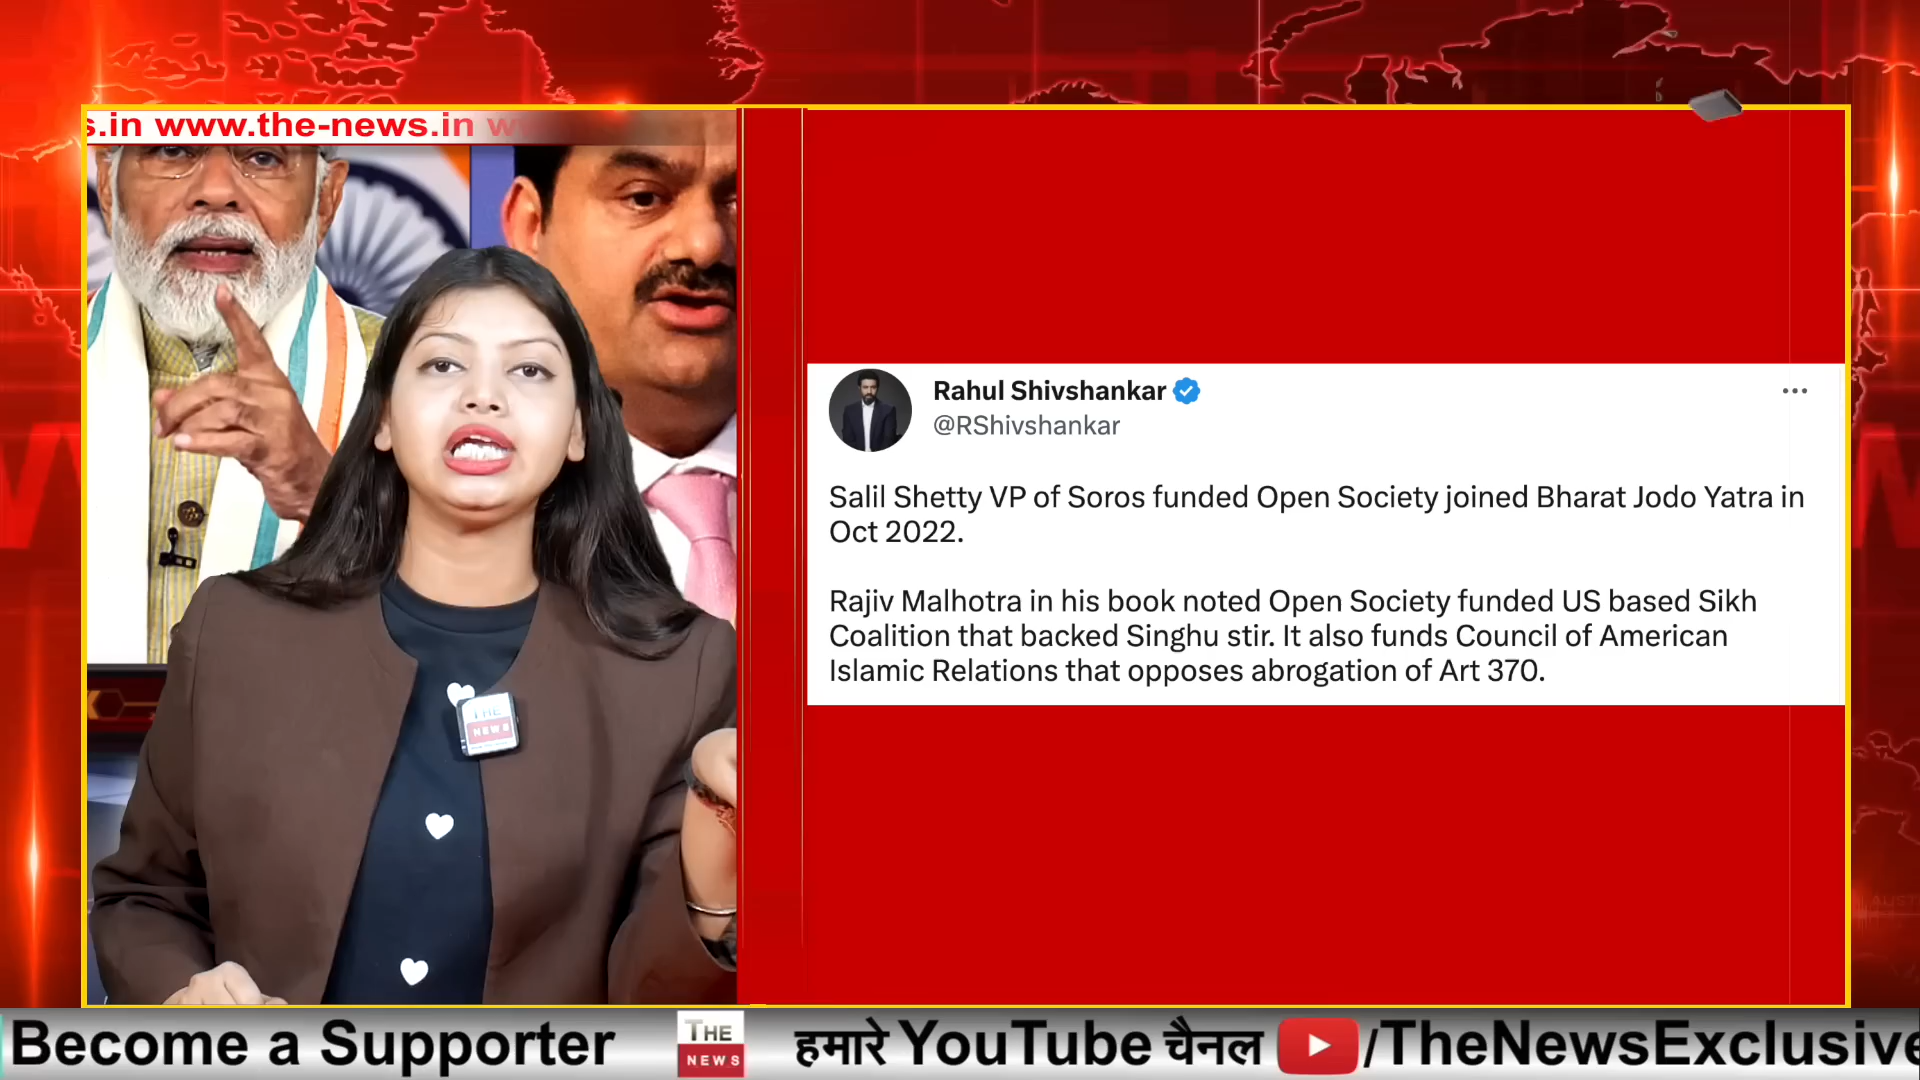 s.in www.the-news.in w
Rahul Shivshankar
@RShivshankar
Salil Shetty VP of Soros funded Open Society joined Bharat Jodo Yatra in
Oct 2022.
Rajiv Malhotra in his book noted Open Society funded US based Sikh
Coalition that backed Singhu stir. It also funds Council of American
Islamic Relations that opposes abrogation of Art 370.
THE
NEWS
Become a Supporter THE NEWS हमारे YouTube चैनल /TheNewsExclusive